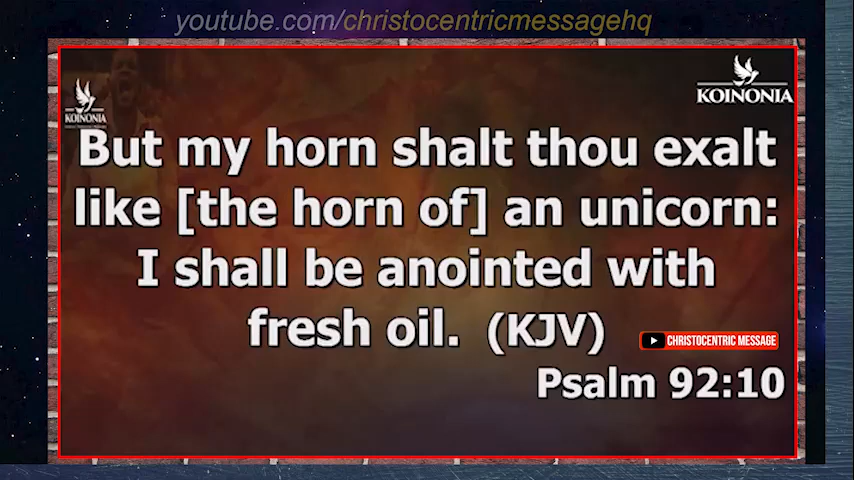 youtube.com/christocentricmessagehq
KOINONIA
KOINONIA
But my horn shalt thou exalt
like [the horn of] an unicorn:
I shall be anointed with
fresh oil. (KJV)
CHRISTOCENTRIC MESSAGE
Psalm 92:10